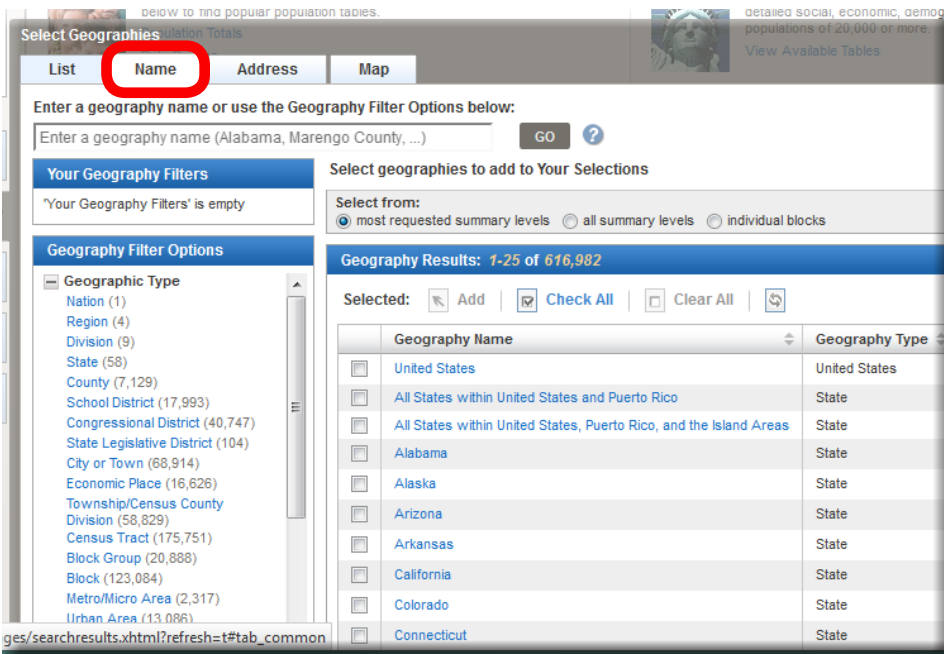 below to find popular population tables.
Population Totals
detailed social, economic, demog
populations of 20,000 or more.
View Available Tables
Select Geographies
List Name Address Map
Enter a geography name or use the Geography Filter Options below:
Enter a geography name (Alabama, Marengo County, ...) GO ?
Your Geography Filters
'Your Geography Filters' is empty
Select geographies to add to Your Selections
Select from:
most requested summary levels all summary levels individual blocks
Geography Filter Options
Geographic Type
Nation (1)
Region (4)
Division (9)
State (58)
County (7,129)
School District (17,993)
Congressional District (40,747)
State Legislative District (104)
City or Town (68,914)
Economic Place (16,626)
Township/Census County
Division (58,829)
Census Tract (175,751)
Block Group (20,888)
Block (123,084)
Metro/Micro Area (2,317)
Urban Area (13,086)
ges/searchresults.xhtml?refresh=t#tab_common
Geography Results: 1-25 of 616,982
Selected: Add Check All Clear All
Geography Name Geography Type
United States United States
All States within United States and Puerto Rico State
All States within United States, Puerto Rico, and the Island Areas State
Alabama State
Alaska State
Arizona State
Arkansas State
California State
Colorado State
Connecticut State